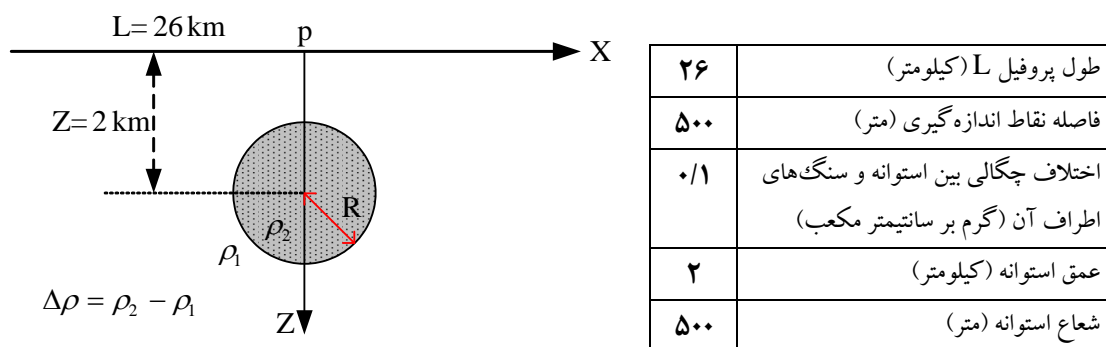 L= 26 km
p
X
Z= 2 km
R
ρ₂
ρ₁
Δρ = ρ₂ − ρ₁
Z
طول پروفیل L (کیلومتر) ۲۶
فاصله نقاط اندازه‌گیری (متر) ۵۰۰
اختلاف چگالی بین استوانه و سنگ‌های ۰/۱
اطراف آن (گرم بر سانتیمتر مکعب)
عمق استوانه (کیلومتر) ۲
شعاع استوانه (متر) ۵۰۰